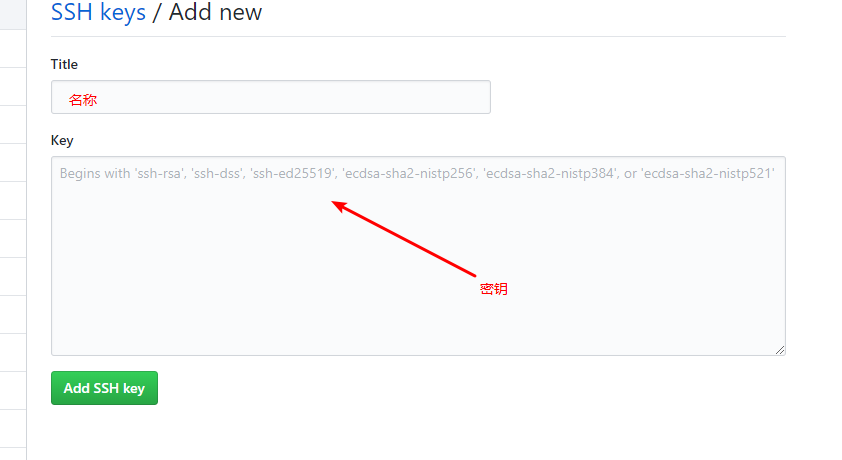 SSH keys / Add new
Title
名称
Key
Begins with 'ssh-rsa', 'ssh-dss', 'ssh-ed25519', 'ecdsa-sha2-nistp256', 'ecdsa-sha2-nistp384', or 'ecdsa-sha2-nistp521'
密钥
Add SSH key